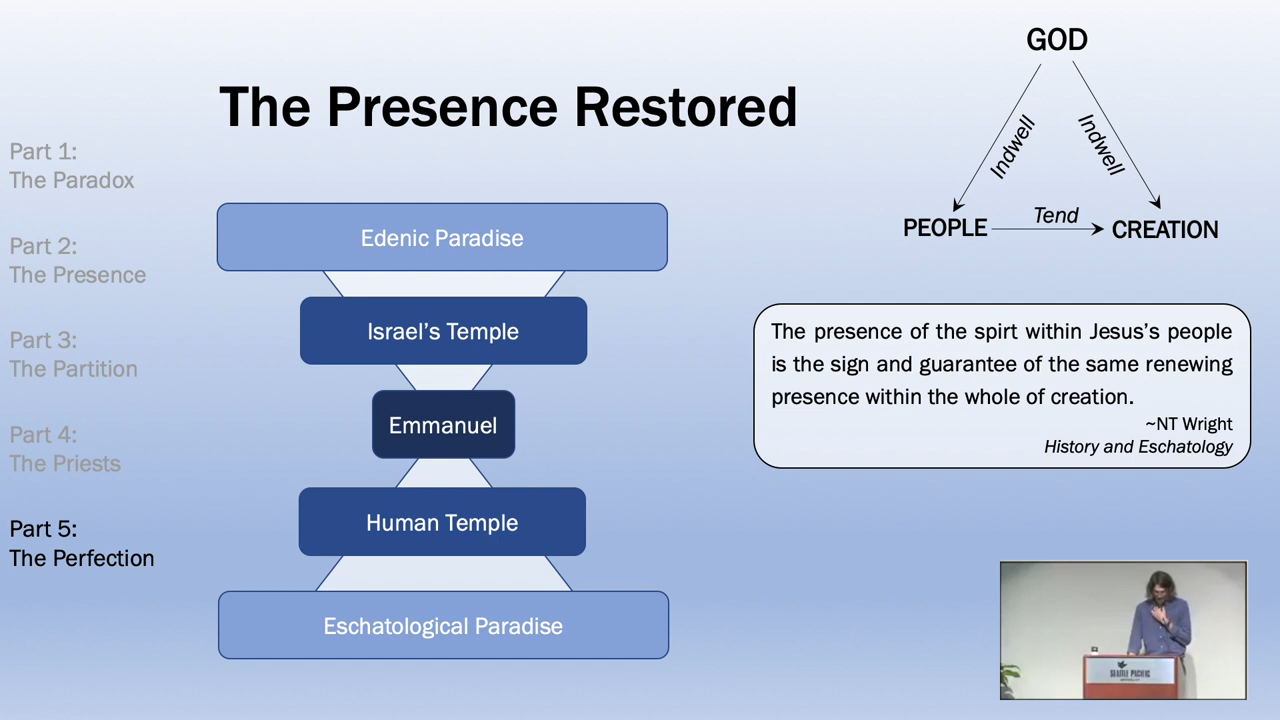 The Presence Restored
Part 1:
The Paradox
Part 2:
The Presence
Part 3:
The Partition
Part 4:
The Priests
Part 5:
The Perfection
Edenic Paradise
Israel's Temple
Emmanuel
Human Temple
Eschatological Paradise
GOD
Indwell
Indwell
PEOPLE
Tend
CREATION
The presence of the spirt within Jesus's people
is the sign and guarantee of the same renewing
presence within the whole of creation.
~NT Wright
History and Eschatology
SEATTLE PACIFIC